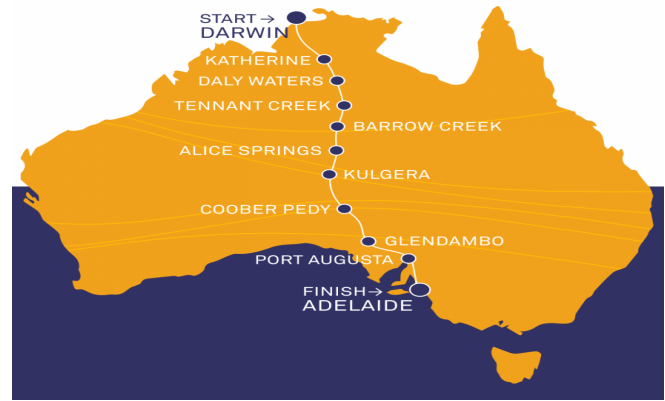 START→
DARWIN
KATHERINE
DALY WATERS
TENNANT CREEK
BARROW CREEK
ALICE SPRINGS
KULGERA
COOBER PEDY
GLENDAMBO
PORT AUGUSTA
FINISH→
ADELAIDE